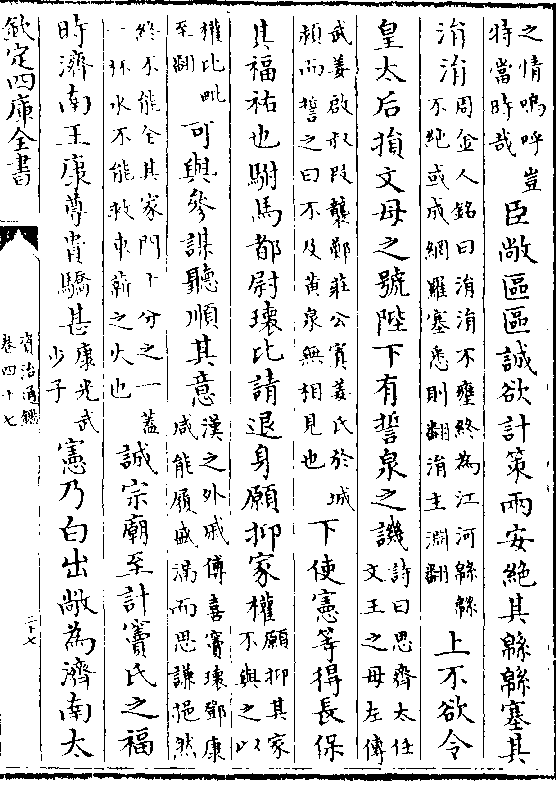 之情嗚呼豈
特當時哉
臣敞區區誠欲計策兩安絕其緜緜塞其
涓涓
周金人銘曰涓涓不壅終為江河緜緜
不絶或成網羅塞悉則翻涓圭淵翻
上不欲令
皇太后損文母之號陛下有誓泉之譏
詩曰思齊太任
文王之母左傳
武姜啟叔段襲鄭莊公寘姜氏於城
潁而誓之曰不及黄泉無相見也
下使憲等得長保
其福祐也駙馬都尉瓌比請退身願抑家權
願抑其家
不與之以
權比毗
至翻
可與參謀聽順其意
漢之外戚傅喜竇瓌鄧康
咸能履盛滿而思謙挹然
終不能全其家門十分之一蓋
一杯水不能救車薪之火也
誠宗廟至計竇氏之福
時濟南王康尊貴驕甚
康光武
少子
憲乃白出敞為濟南太
欽定四庫全書
資治通鑑
卷四十七
二十七